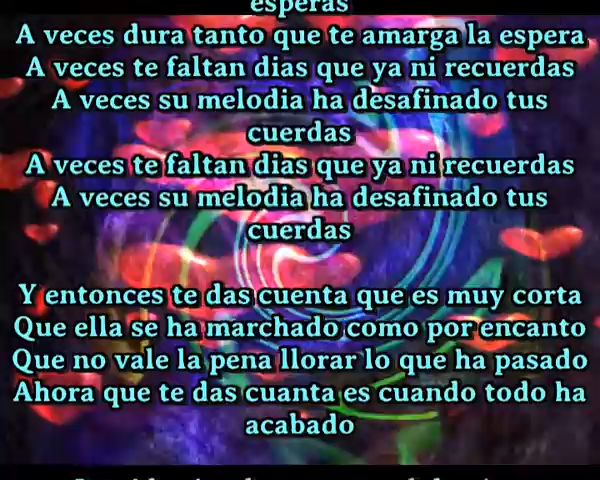 esperas
A veces dura tanto que te amarga la espera
A veces te faltan dias que ya ni recuerdas
A veces su melodia ha desafinado tus
cuerdas
A veces te faltan dias que ya ni recuerdas
A veces su melodia ha desafinado tus
cuerdas
Y entonces te das cuenta que es muy corta
Que ella se ha marchado como por encanto
Que no vale la pena llorar lo que ha pasado
Ahora que te das cuanta es cuando todo ha
acabado